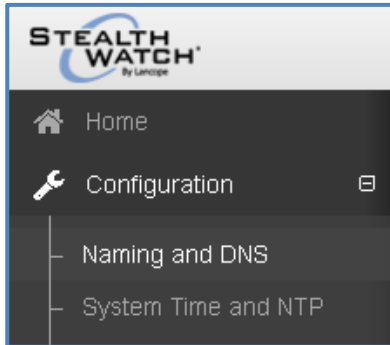 STEALTH
WATCH
By Lancope
Home
Configuration
Naming and DNS
System Time and NTP